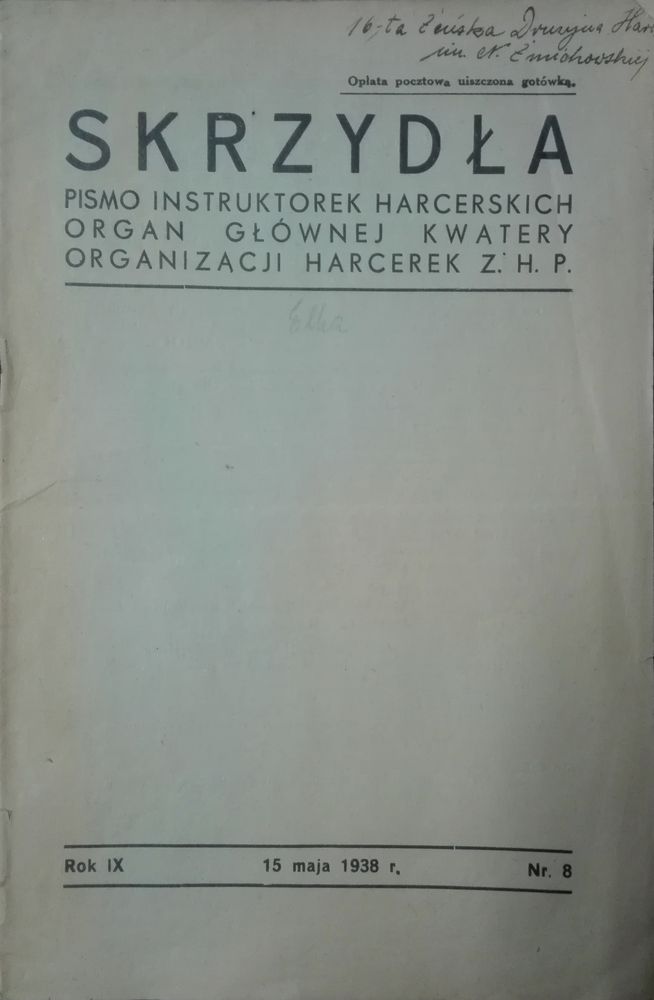 16-ta Żeńska Drużyna Har
im. N. Żmichowskiej
Opłata pocztowa uiszczona gotówką.
SKRZYDŁA
PISMO INSTRUKTOREK HARCERSKICH
ORGAN GŁÓWNEJ KWATERY
ORGANIZACJI HARCEREK Z. H. P.
Elka
Rok IX 15 maja 1938 r. Nr. 8